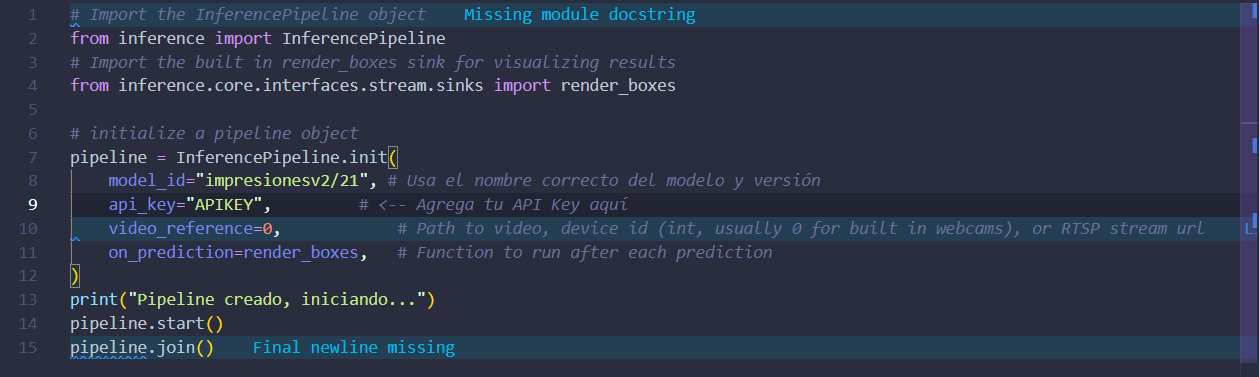 1 # Import the InferencePipeline object Missing module docstring
2 from inference import InferencePipeline
3 # Import the built in render_boxes sink for visualizing results
4 from inference.core.interfaces.stream.sinks import render_boxes
5
6 # initialize a pipeline object
7 pipeline = InferencePipeline.init(
8 model_id="impresionesv2/21", # Usa el nombre correcto del modelo y versión
9 api_key="APIKEY", # <-- Agrega tu API Key aquí
10 video_reference=0, # Path to video, device id (int, usually 0 for built in webcams), or RTSP stream url L
11 on_prediction=render_boxes, # Function to run after each prediction
12 )
13 print("Pipeline creado, iniciando...")
14 pipeline.start()
15 pipeline.join() Final newline missing